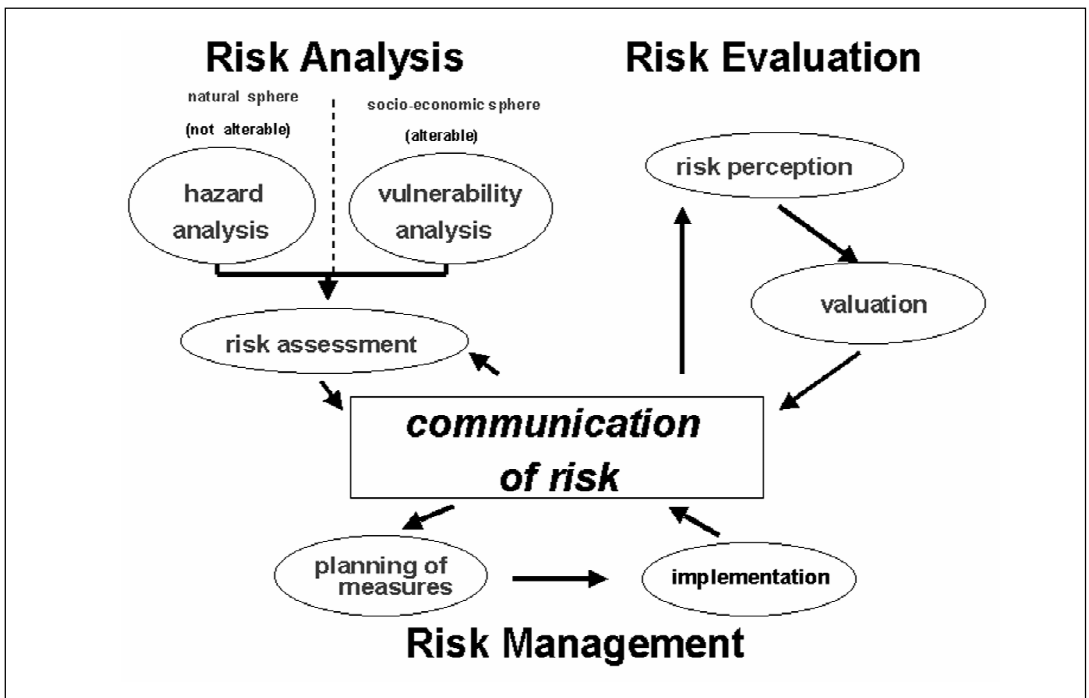 Risk Analysis
natural sphere
(not alterable)
socio-economic sphere
(alterable)
hazard
analysis
vulnerability
analysis
risk assessment
Risk Evaluation
risk perception
valuation
communication
of risk
planning of
measures
implementation
Risk Management